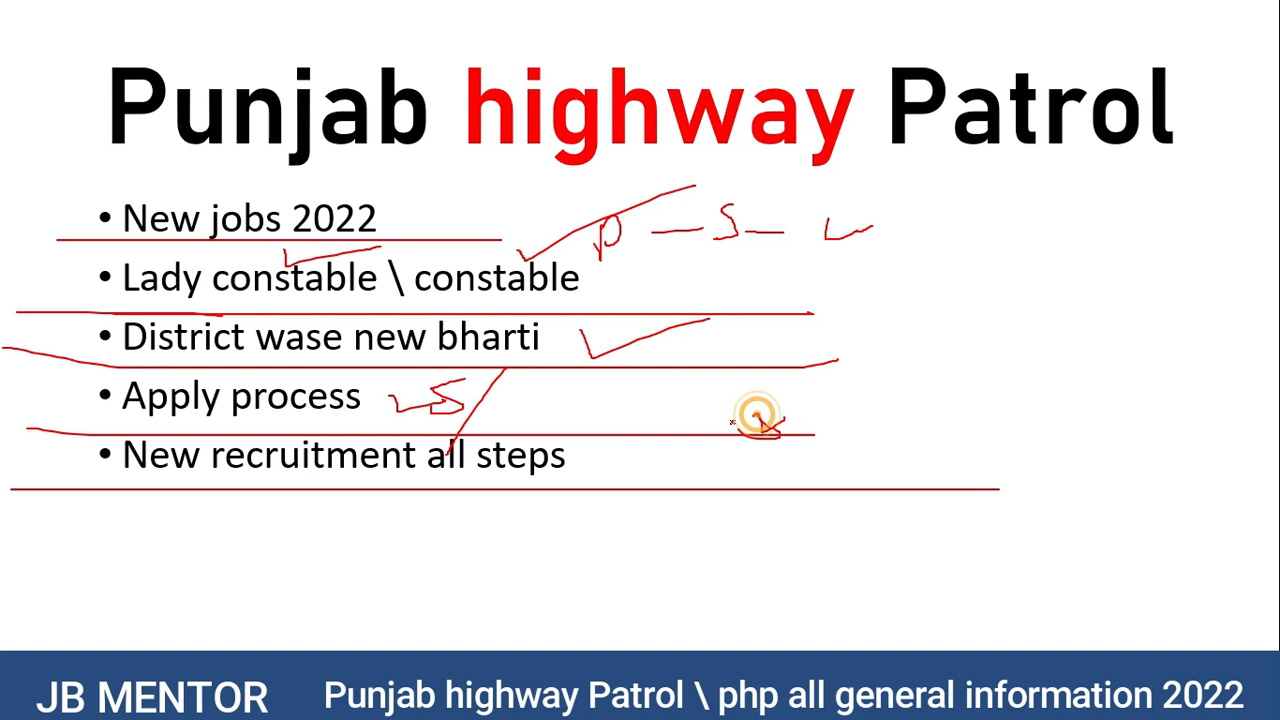 Punjab highway Patrol
• New jobs 2022
P — S —
• Lady constable \ constable
• District wase new bharti
• Apply process
• New recruitment all steps
JB MENTOR Punjab highway Patrol \ php all general information 2022